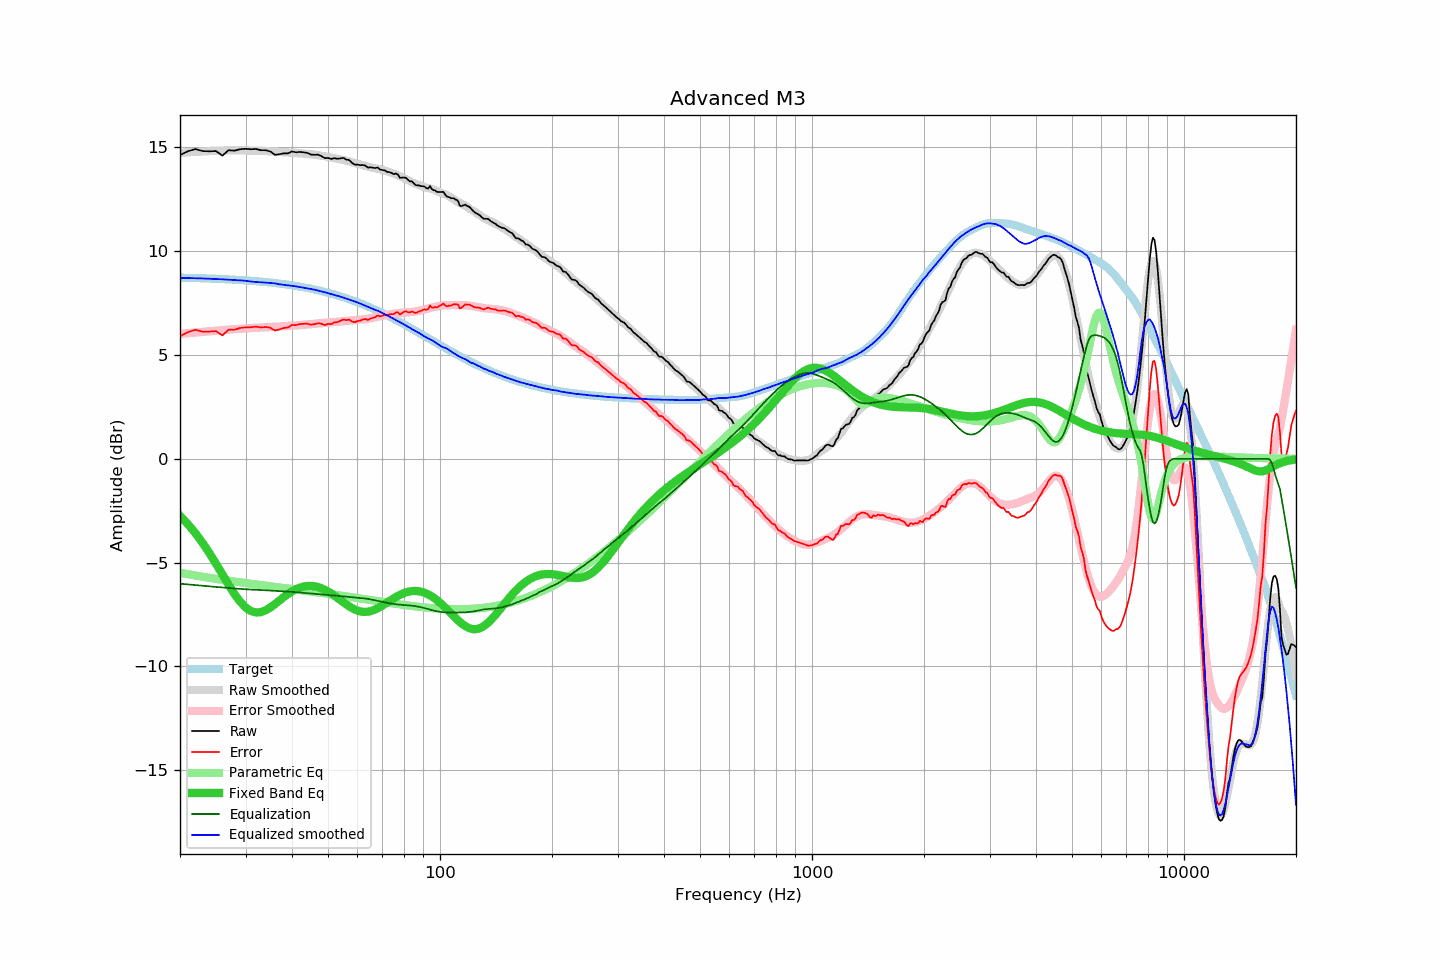 Advanced M3
Amplitude (dBr)
15
10
5
0
−5
−10
−15
Target
Raw Smoothed
Error Smoothed
Raw
Error
Parametric Eq
Fixed Band Eq
Equalization
Equalized smoothed
100
1000
10000
Frequency (Hz)